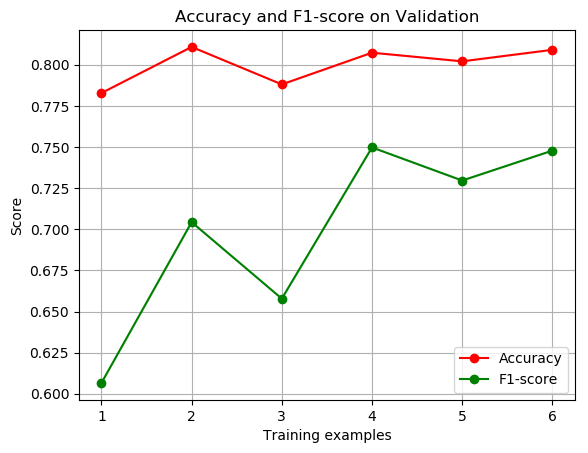 Accuracy and F1-score on Validation
Score
0.800
0.775
0.750
0.725
0.700
0.675
0.650
0.625
0.600
Accuracy
F1-score
1 2 3 4 5 6
Training examples